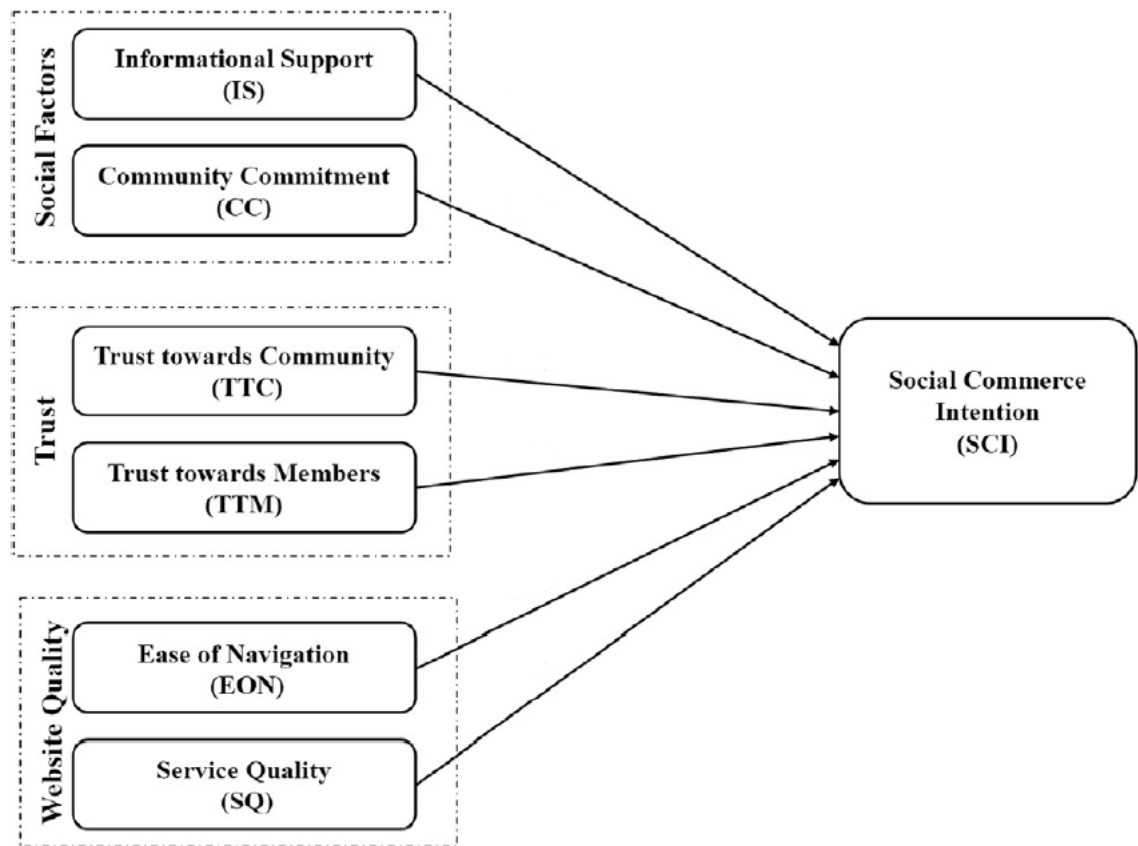 Social Factors
Informational Support
(IS)
Community Commitment
(CC)
Trust
Trust towards Community
(TTC)
Trust towards Members
(TTM)
Website Quality
Ease of Navigation
(EON)
Service Quality
(SQ)
Social Commerce
Intention
(SCI)